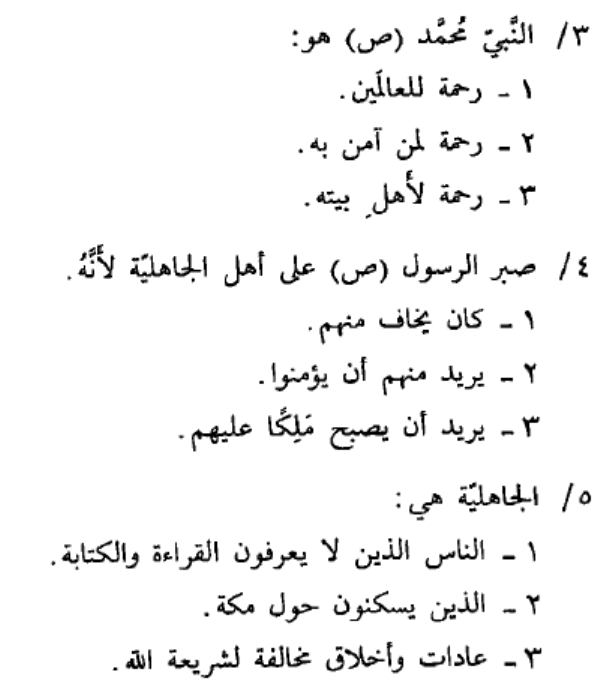 ٣/ النَّبيّ مُحمَّد (ص) هو:
١ ـ رحمة للعالَمين.
٢ ـ رحمة لمن آمن به.
٣ ـ رحمة لأَهلِ بيته.
٤/ صبر الرسول (ص) على أهل الجاهليّة لأَنَّهُ.
١ ـ كان يخاف منهم.
٢ ـ يريد منهم أن يؤمنوا.
٣ ـ يريد أن يصبح مَلِكًا عليهم.
٥/ الجاهليّة هي:
١ ـ الناس الذين لا يعرفون القراءة والكتابة.
٢ ـ الذين يسكنون حول مكة.
٣ ـ عادات وأخلاق مخالفة لشريعة الله.